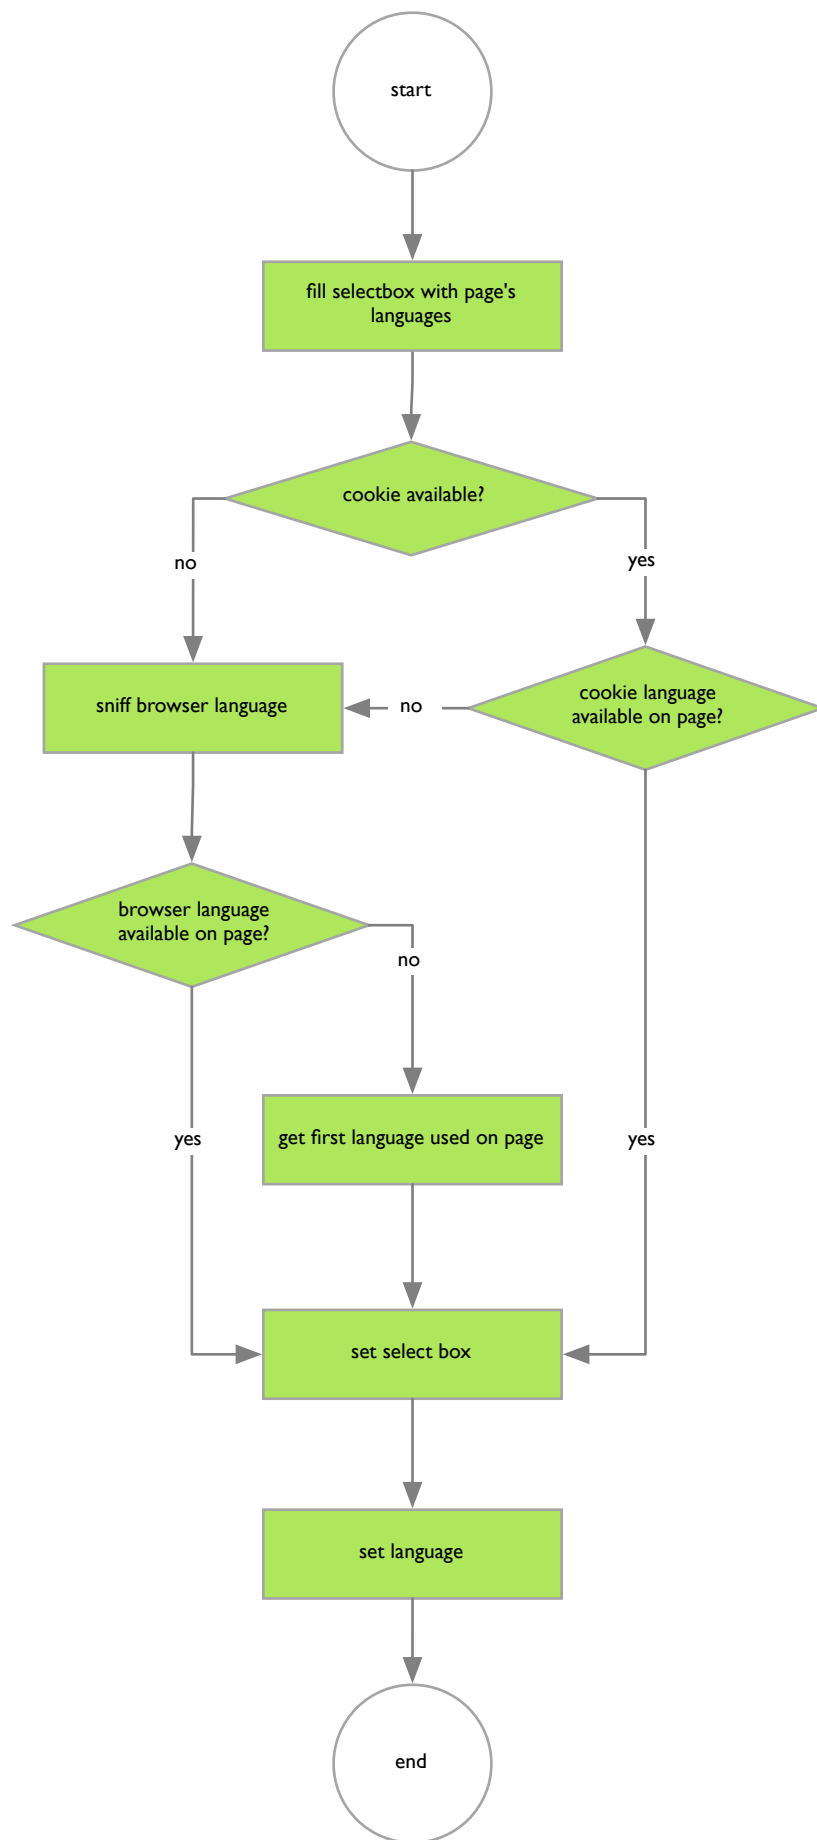 start
fill selectbox with page's
languages
cookie available?
no
yes
sniff browser language
no
cookie language
available on page?
browser language
available on page?
no
yes
get first language used on page
yes
set select box
set language
end